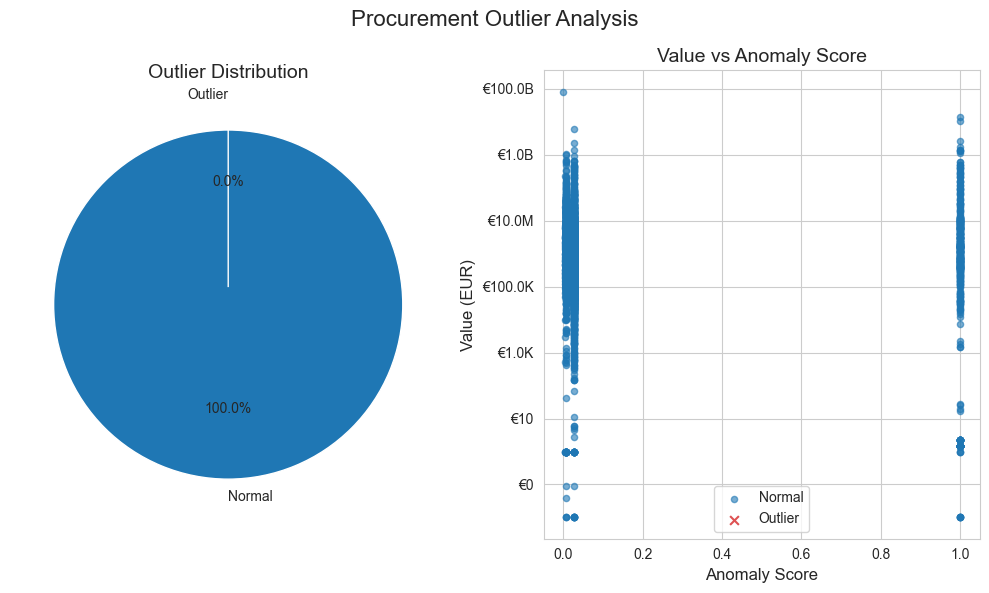 Procurement Outlier Analysis
Outlier Distribution
Outlier
0.0%
100.0%
Normal
Value vs Anomaly Score
Value (EUR)
€100.0B
€1.0B
€10.0M
€100.0K
€1.0K
€10
€0
Normal
Outlier
0.0 0.2 0.4 0.6 0.8 1.0
Anomaly Score